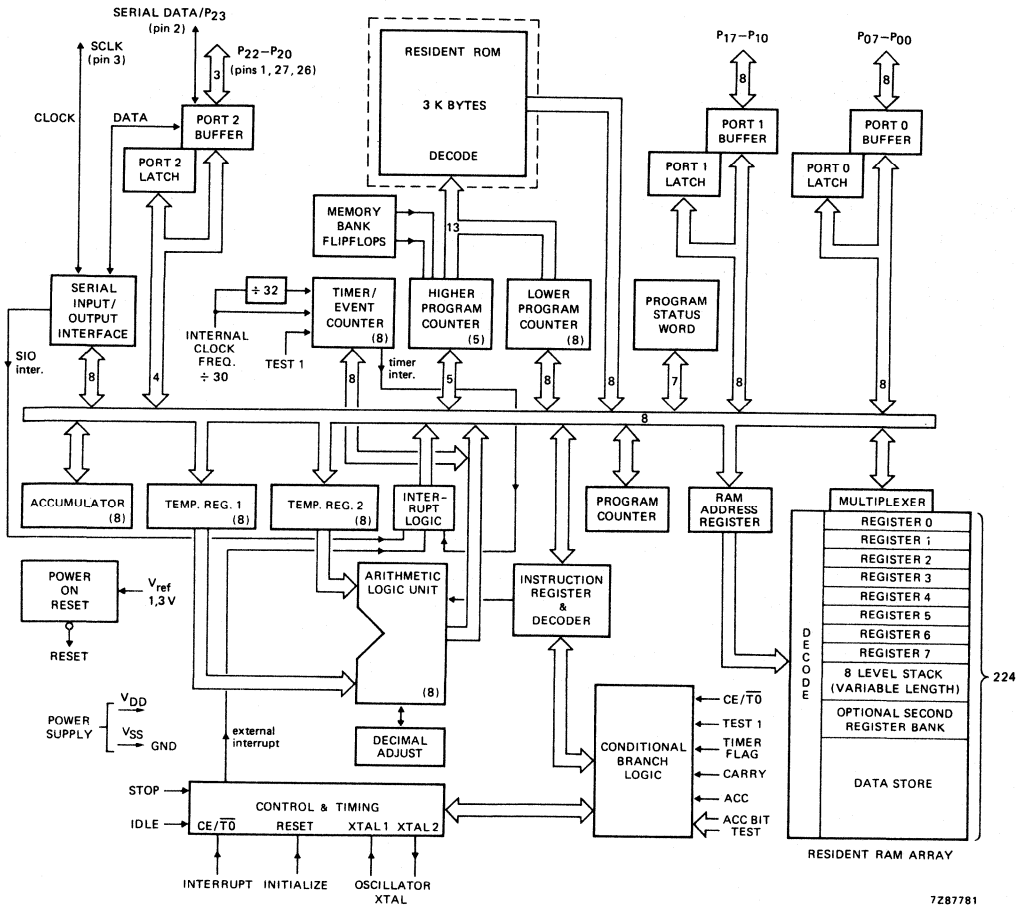 SERIAL DATA/P23
(pin 2)
SCLK
(pin 3)
P22–P20
(pins 1, 27, 26)
3
CLOCK
DATA
PORT 2
BUFFER
PORT 2
LATCH
RESIDENT ROM
3 K BYTES
DECODE
P17–P10
8
PORT 1
BUFFER
PORT 1
LATCH
P07–P00
8
PORT 0
BUFFER
PORT 0
LATCH
MEMORY
BANK
FLIPFLOPS
13
SERIAL
INPUT/
OUTPUT
INTERFACE
÷ 32
INTERNAL
CLOCK
FREQ.
÷ 30
TEST 1
TIMER/
EVENT
COUNTER
(8)
HIGHER
PROGRAM
COUNTER
(5)
LOWER
PROGRAM
COUNTER
(8)
PROGRAM
STATUS
WORD
SIO
inter.
8
4
8
timer
inter.
5
8
8
7
8
8
8
ACCUMULATOR
(8)
TEMP. REG. 1
(8)
TEMP. REG. 2
(8)
INTER-
RUPT
LOGIC
PROGRAM
COUNTER
RAM
ADDRESS
REGISTER
MULTIPLEXER
REGISTER 0
REGISTER 1
REGISTER 2
REGISTER 3
REGISTER 4
REGISTER 5
REGISTER 6
REGISTER 7
8 LEVEL STACK
(VARIABLE LENGTH)
OPTIONAL SECOND
REGISTER BANK
DATA STORE
DECODE
224
RESIDENT RAM ARRAY
POWER
ON
RESET
Vref
1,3 V
RESET
ARITHMETIC
LOGIC UNIT
(8)
INSTRUCTION
REGISTER
&
DECODER
POWER
SUPPLY
VDD
VSS
GND
external
interrupt
DECIMAL
ADJUST
CONDITIONAL
BRANCH
LOGIC
CE/T0
TEST 1
TIMER
FLAG
CARRY
ACC
ACC BIT
TEST
STOP
IDLE
CONTROL & TIMING
CE/T0 RESET XTAL 1 XTAL 2
INTERRUPT INITIALIZE OSCILLATOR
XTAL
7Z87781